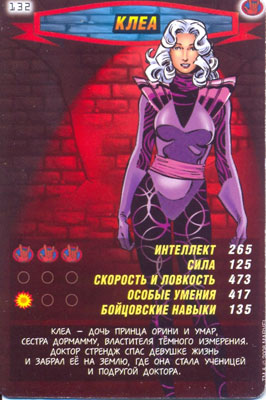 132
КЛЕА
ИНТЕЛЛЕКТ 265
СИЛА 125
СКОРОСТЬ И ЛОВКОСТЬ 473
ОСОБЫЕ УМЕНИЯ 417
БОЙЦОВСКИЕ НАВЫКИ 135
КЛЕА – ДОЧЬ ПРИНЦА ОРИНИ И УМАР,
СЕСТРА ДОРМАММУ, ВЛАСТИТЕЛЯ ТЁМНОГО ИЗМЕРЕНИЯ.
ДОКТОР СТРЕНДЖ СПАС ДЕВУШКЕ ЖИЗНЬ
И ЗАБРАЛ ЕЁ НА ЗЕМЛЮ, ГДЕ ОНА СТАЛА УЧЕНИЦЕЙ
И ПОДРУГОЙ ДОКТОРА.